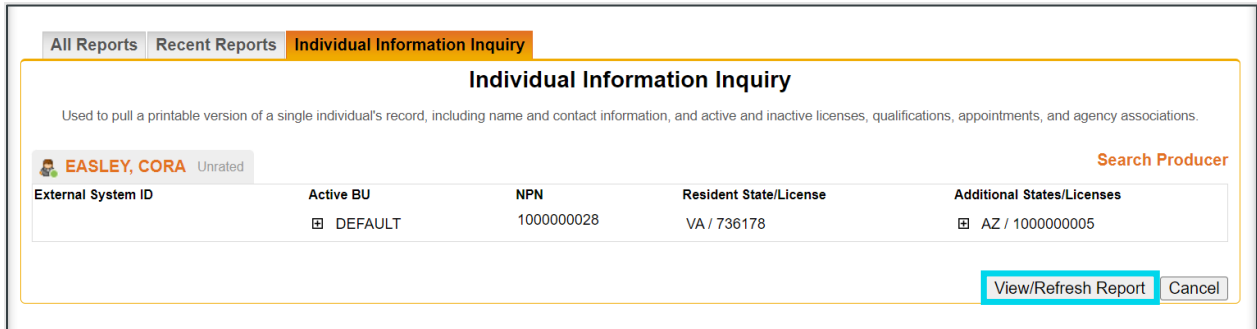 All Reports Recent Reports Individual Information Inquiry
Individual Information Inquiry
Used to pull a printable version of a single individual's record, including name and contact information, and active and inactive licenses, qualifications, appointments, and agency associations.
EASLEY, CORA Unrated Search Producer
External System ID Active BU NPN Resident State/License Additional States/Licenses
DEFAULT 1000000028 VA / 736178 AZ / 1000000005
View/Refresh Report Cancel